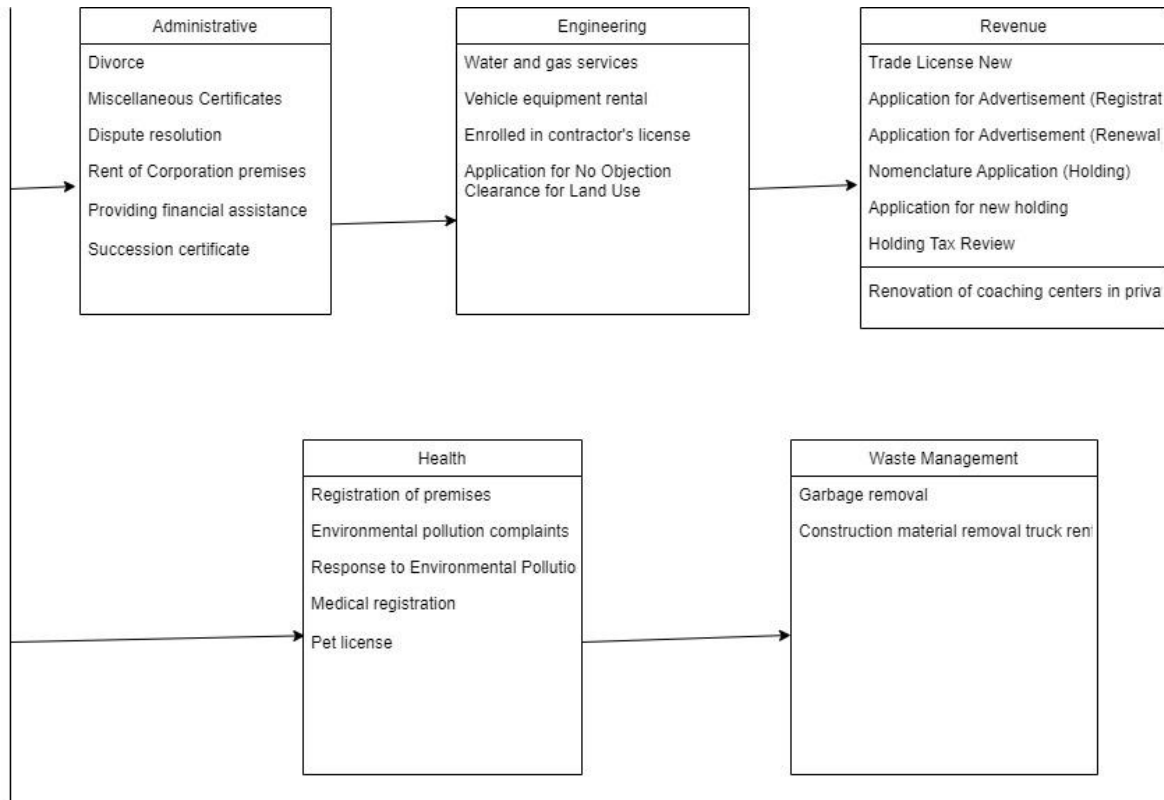 Administrative
Divorce
Miscellaneous Certificates
Dispute resolution
Rent of Corporation premises
Providing financial assistance
Succession certificate
Engineering
Water and gas services
Vehicle equipment rental
Enrolled in contractor's license
Application for No Objection
Clearance for Land Use
Revenue
Trade License New
Application for Advertisement (Registrat
Application for Advertisement (Renewal
Nomenclature Application (Holding)
Application for new holding
Holding Tax Review
Renovation of coaching centers in priva
Health
Registration of premises
Environmental pollution complaints
Response to Environmental Pollutio
Medical registration
Pet license
Waste Management
Garbage removal
Construction material removal truck ren